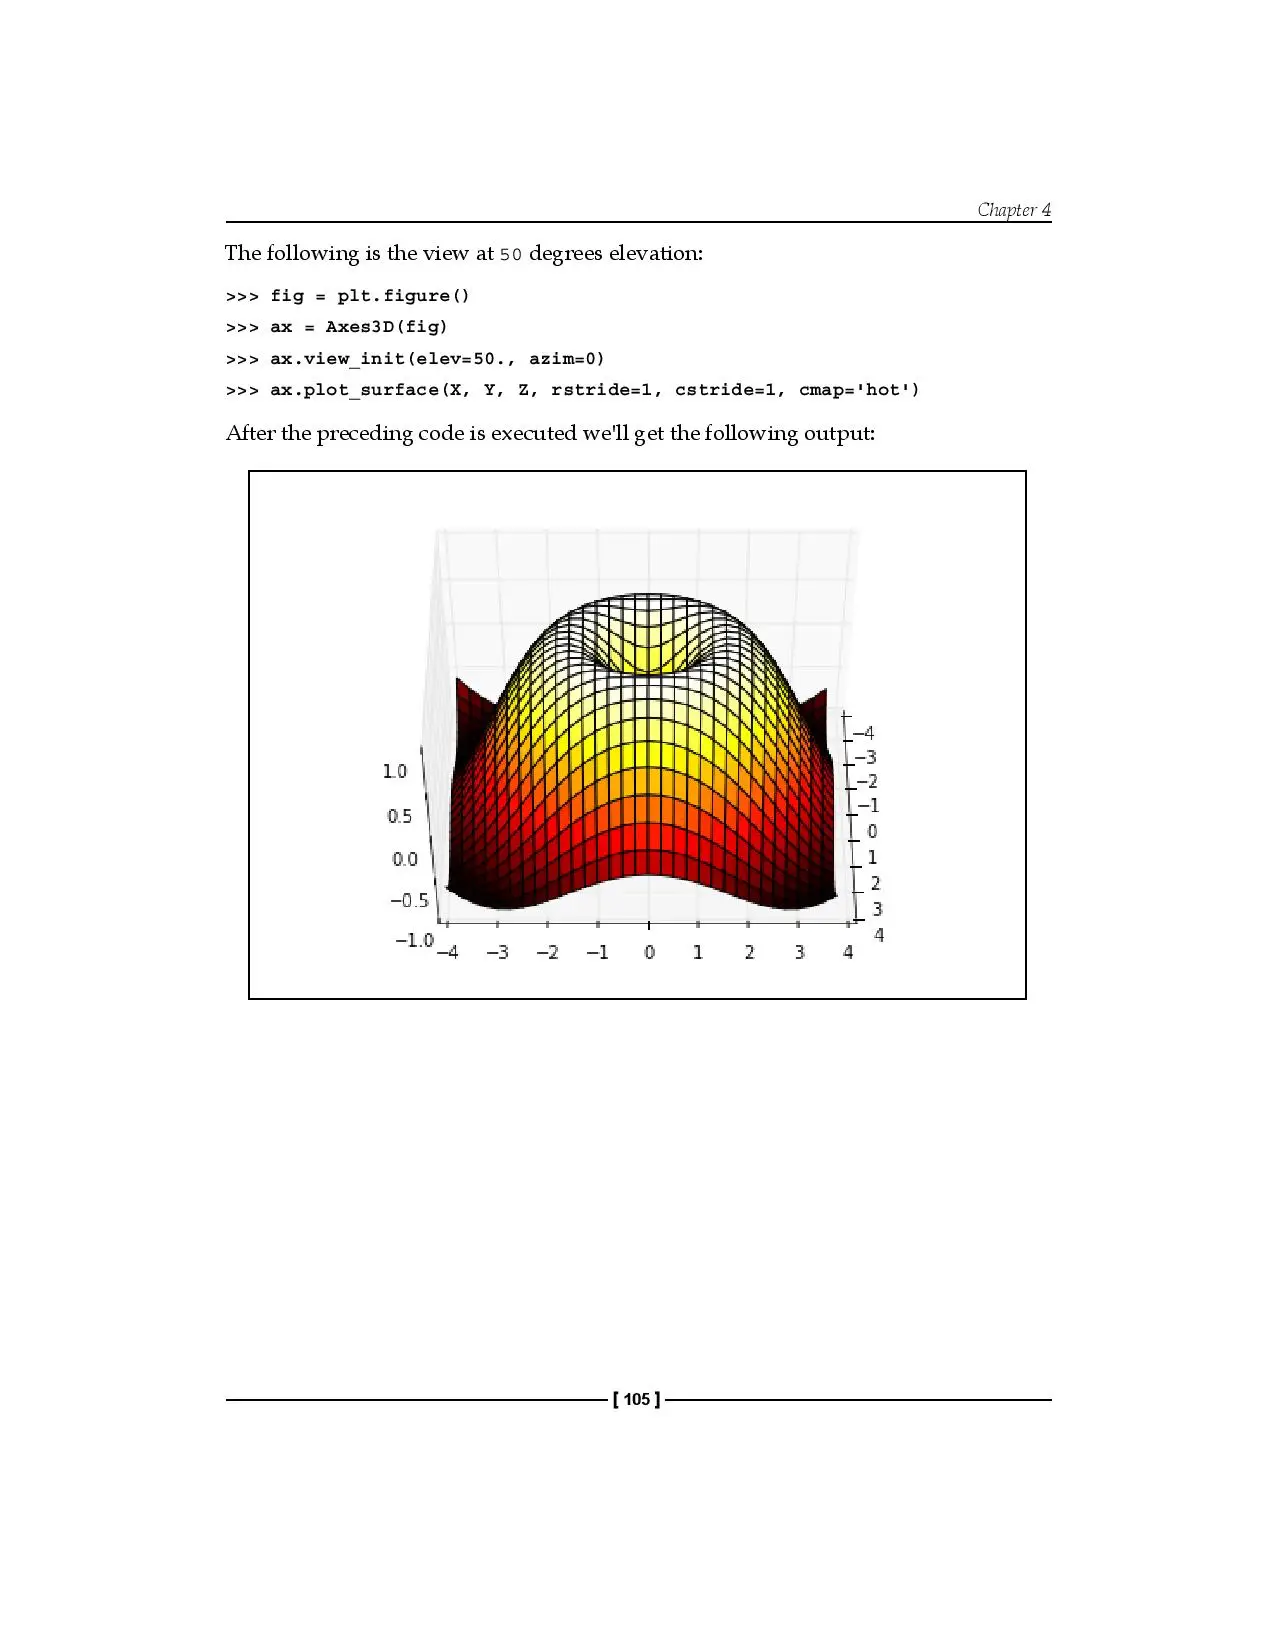 Chapter 4
The following is the view at 50 degrees elevation:
>>> fig = plt.figure()
>>> ax = Axes3D(fig)
>>> ax.view_init(elev=50., azim=0)
>>> ax.plot_surface(X, Y, Z, rstride=1, cstride=1, cmap='hot')
After the preceding code is executed we'll get the following output:
1.0
0.5
0.0
−0.5
−1.0
−4 −3 −2 −1 0 1 2 3 4
−4
−3
−2
−1
0
1
2
3
4
[ 105 ]